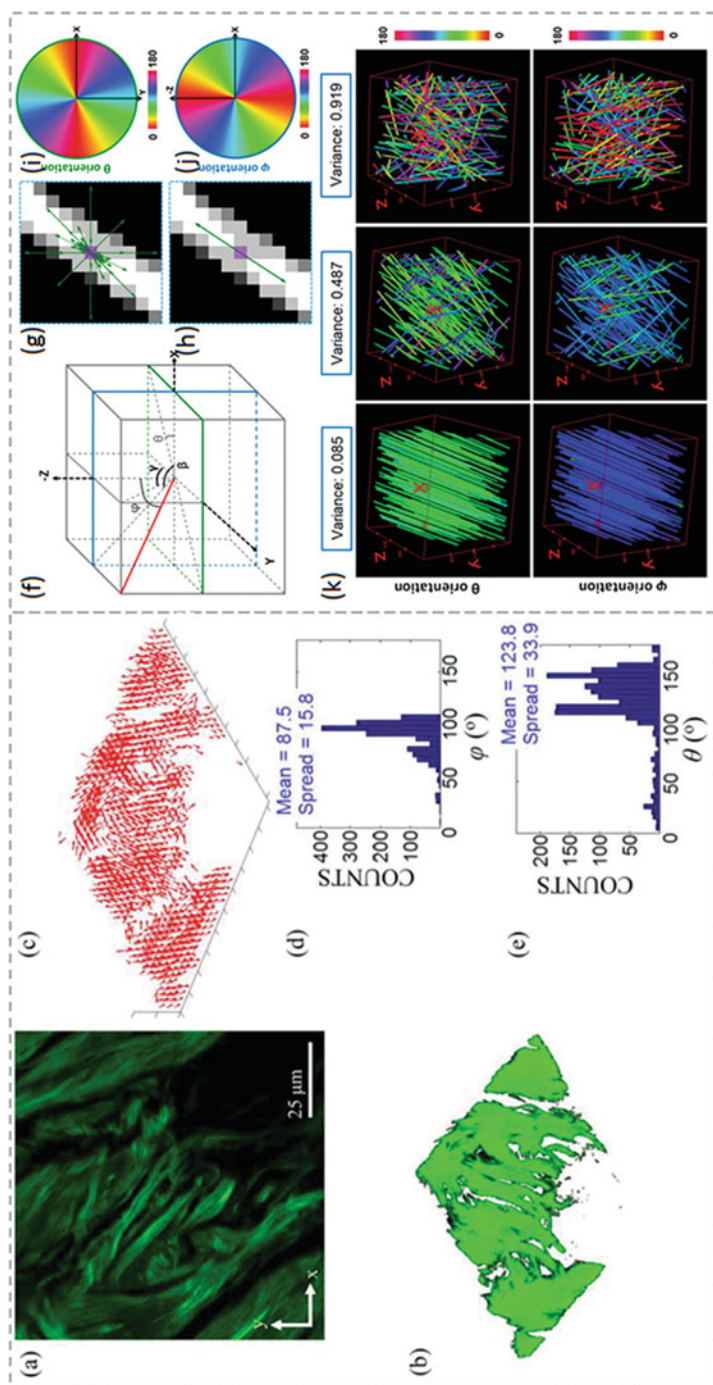 (a)
y
x
25 μm
(b)
(c)
(d)
Mean = 87.5
Spread = 15.8
COUNTS
400
300
200
100
0
50
100
150
φ (°)
(e)
Mean = 123.8
Spread = 33.9
COUNTS
200
150
100
50
0
0
50
100
150
θ (°)
(f)
-Z
φ
γ
β
θ
X
Y
(g)
(h)
(i)
θ orientation
X
Y
0
180
(j)
φ orientation
-Z
X
0
180
(k)
Variance: 0.085
Variance: 0.487
Variance: 0.919
θ orientation
Z
X
Y
Z
X
Y
Z
Y
180
0
φ orientation
Z
X
Y
Z
X
Y
Z
Y
180
0